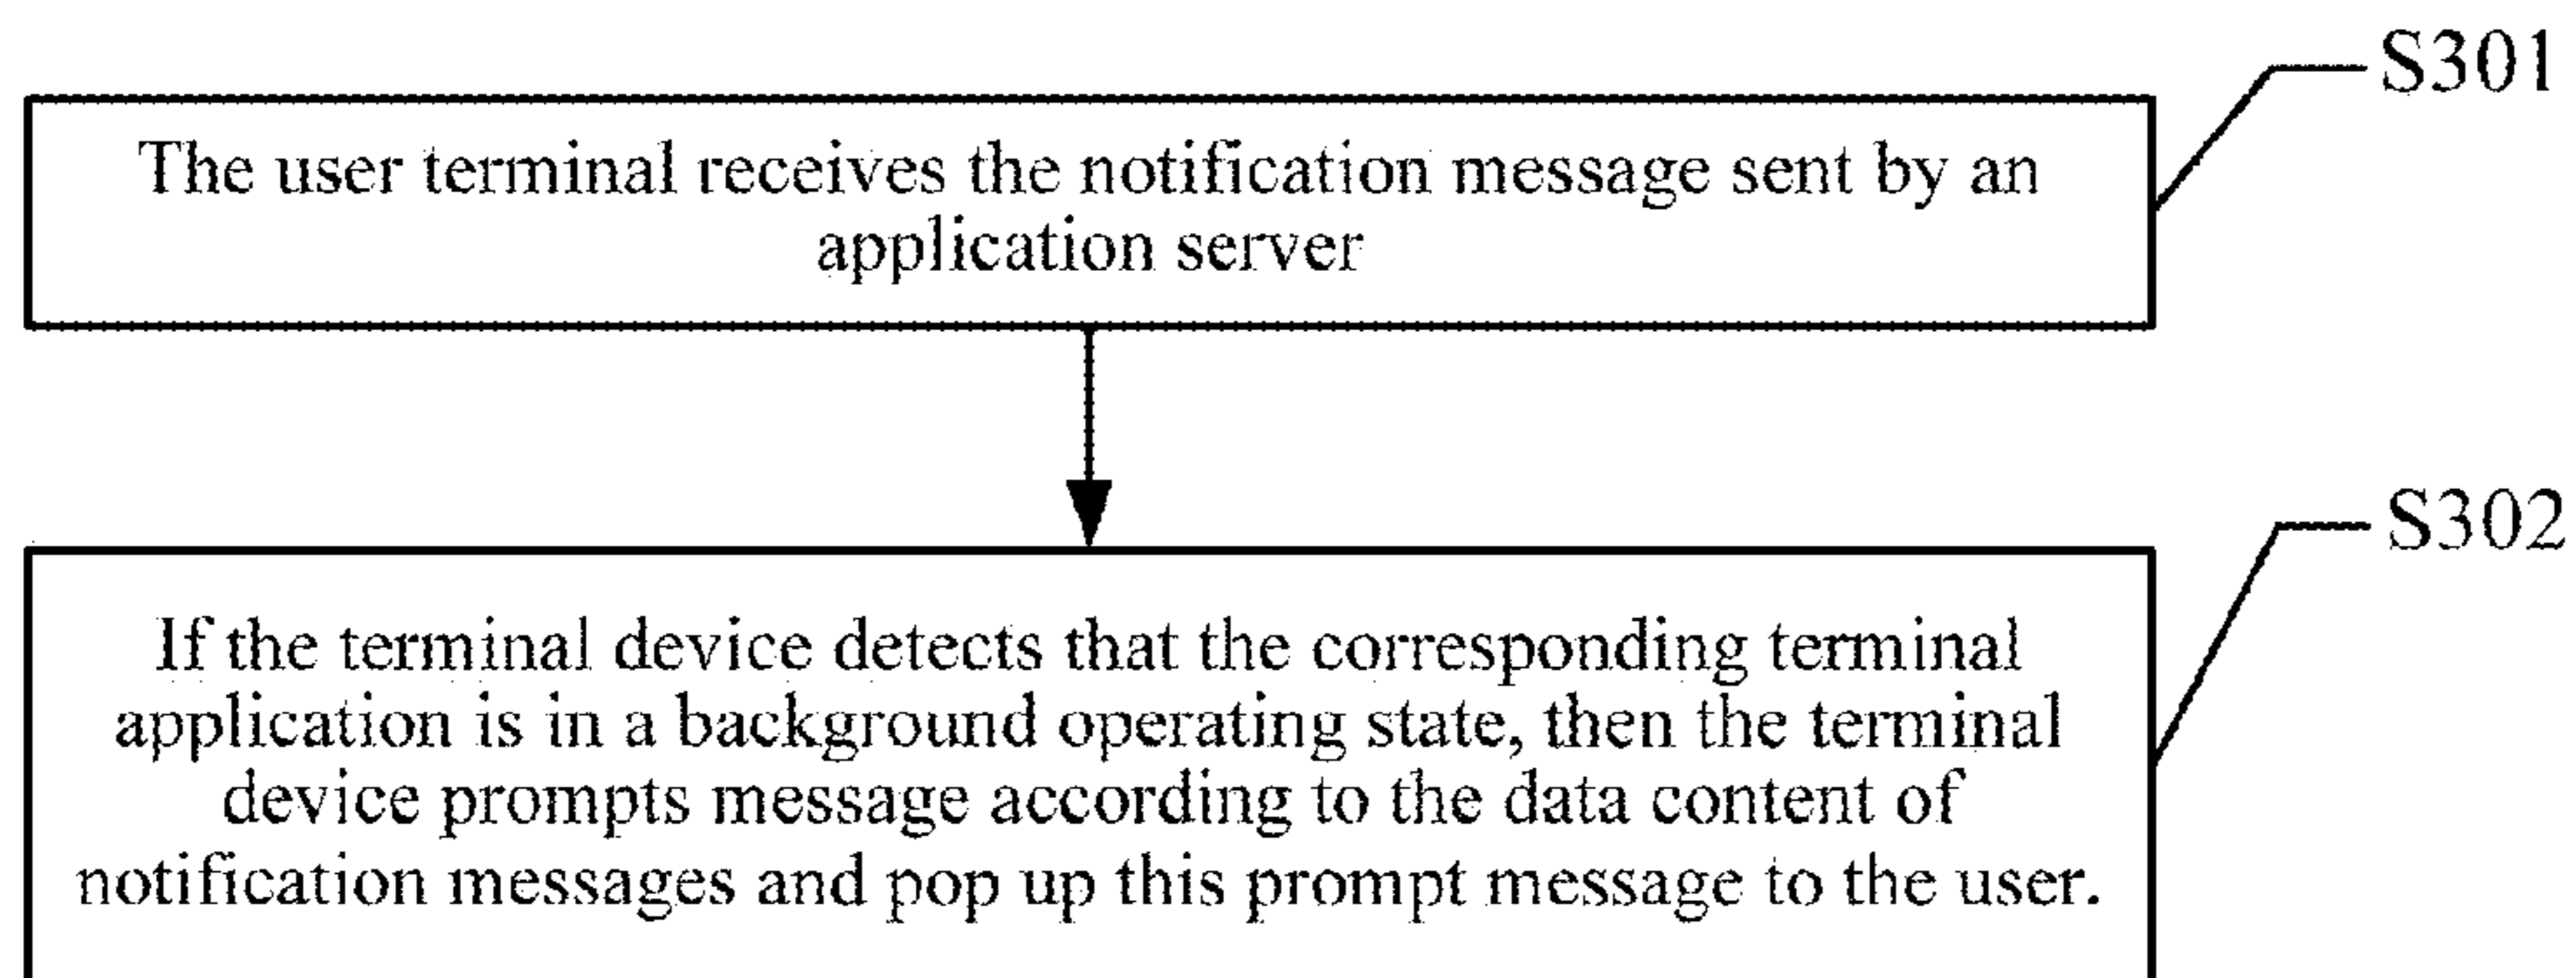 S301
The user terminal receives the notification message sent by an
application server
S302
If the terminal device detects that the corresponding terminal
application is in a background operating state, then the terminal
device prompts message according to the data content of
notification messages and pop up this prompt message to the user.